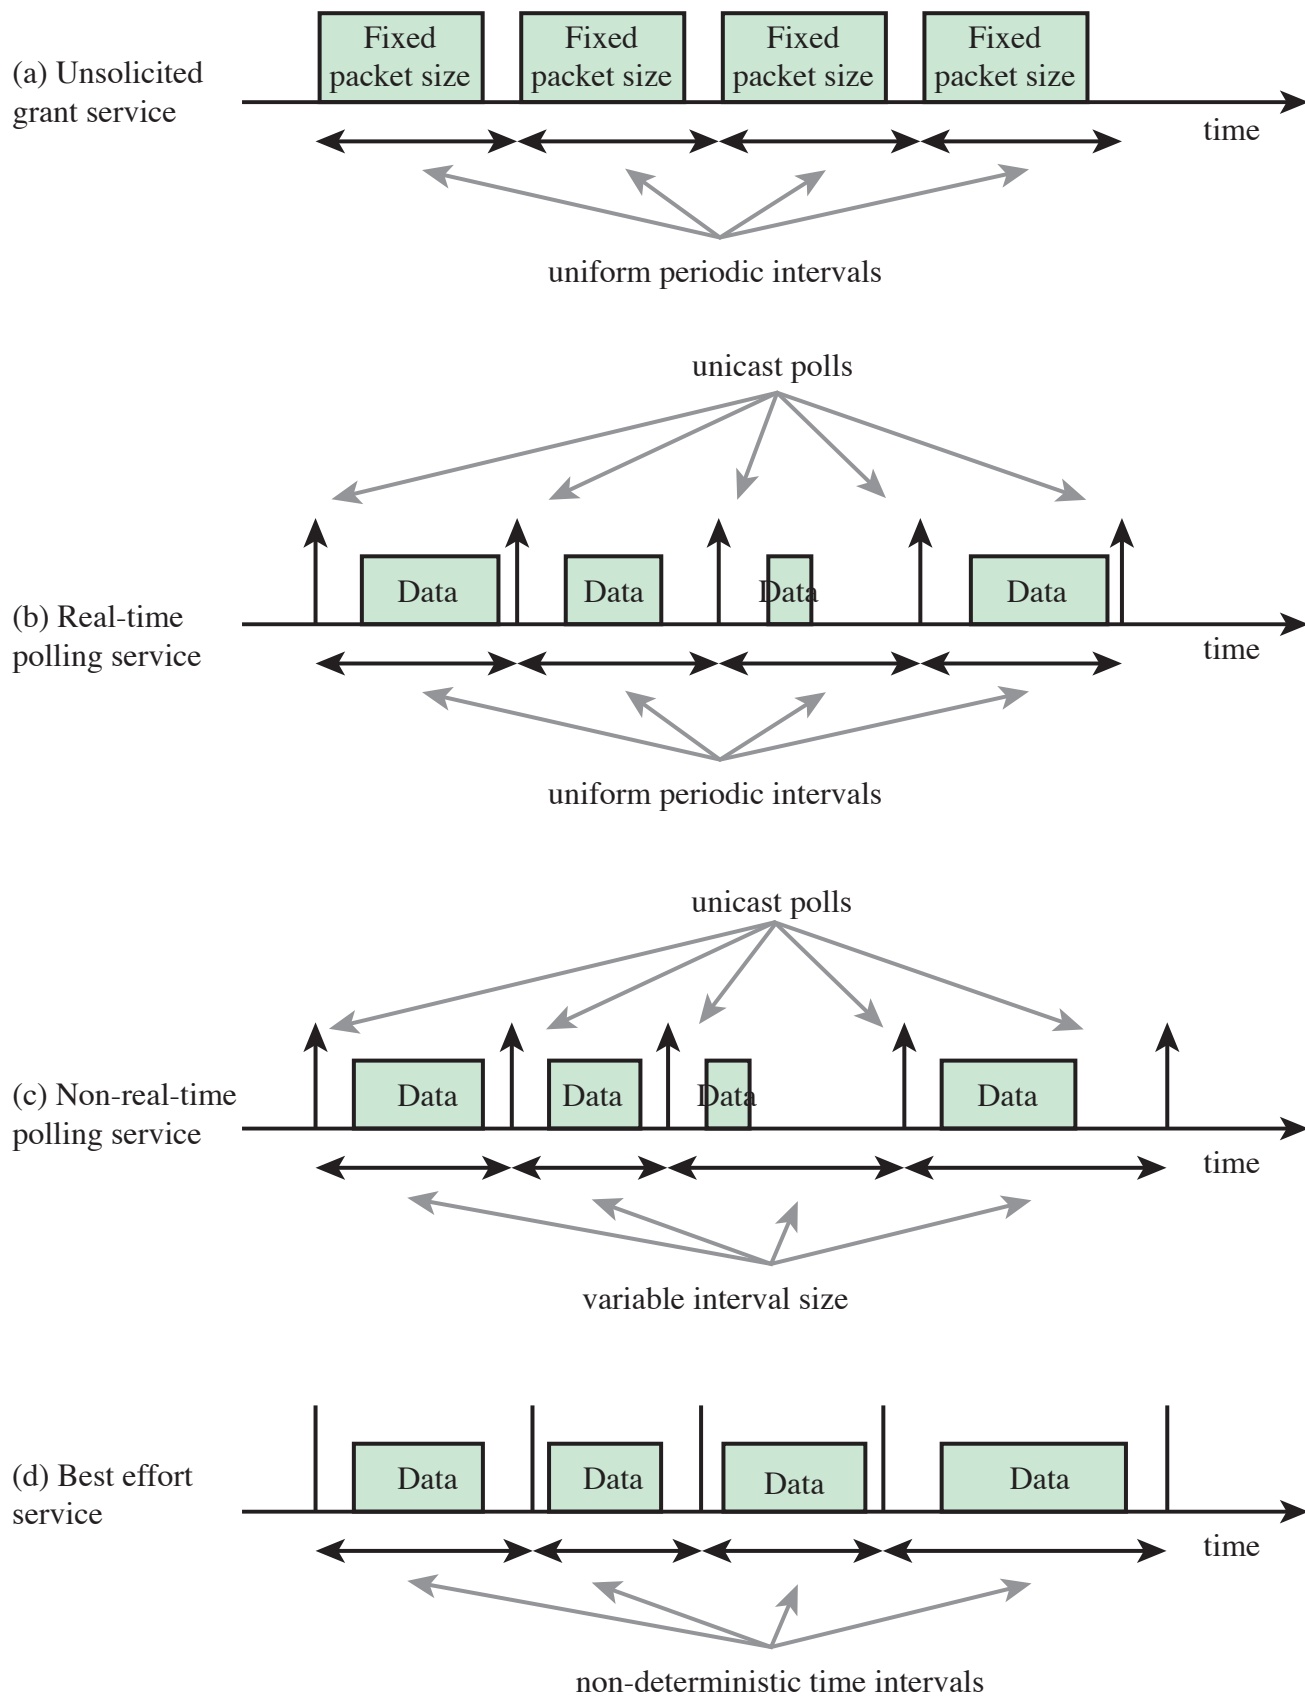 Fixed
packet size
Fixed
packet size
Fixed
packet size
Fixed
packet size
(a) Unsolicited
grant service
time
uniform periodic intervals
unicast polls
Data
Data
Data
Data
(b) Real-time
polling service
time
uniform periodic intervals
unicast polls
Data
Data
Data
Data
(c) Non-real-time
polling service
time
variable interval size
Data
Data
Data
Data
(d) Best effort
service
time
non-deterministic time intervals